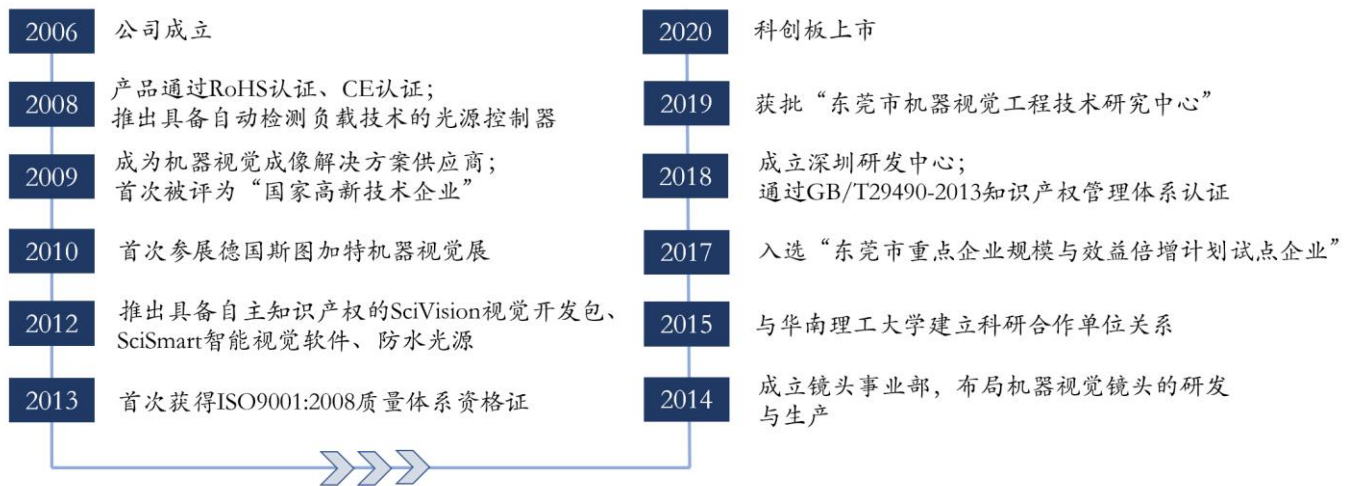 2006
公司成立
2008
产品通过RoHS认证、CE认证;
推出具备自动检测负载技术的光源控制器
2009
成为机器视觉成像解决方案供应商;
首次被评为“国家高新技术企业”
2010
首次参展德国斯图加特机器视觉展
2012
推出具备自主知识产权的SciVision视觉开发包、
SciSmart智能视觉软件、防水光源
2013
首次获得ISO9001:2008质量体系资格证
2014
成立镜头事业部，布局机器视觉镜头的研发
与生产
2015
与华南理工大学建立科研合作单位关系
2017
入选“东莞市重点企业规模与效益倍增计划试点企业”
2018
成立深圳研发中心;
通过GB/T29490-2013知识产权管理体系认证
2019
获批“东莞市机器视觉工程技术研究中心”
2020
科创板上市